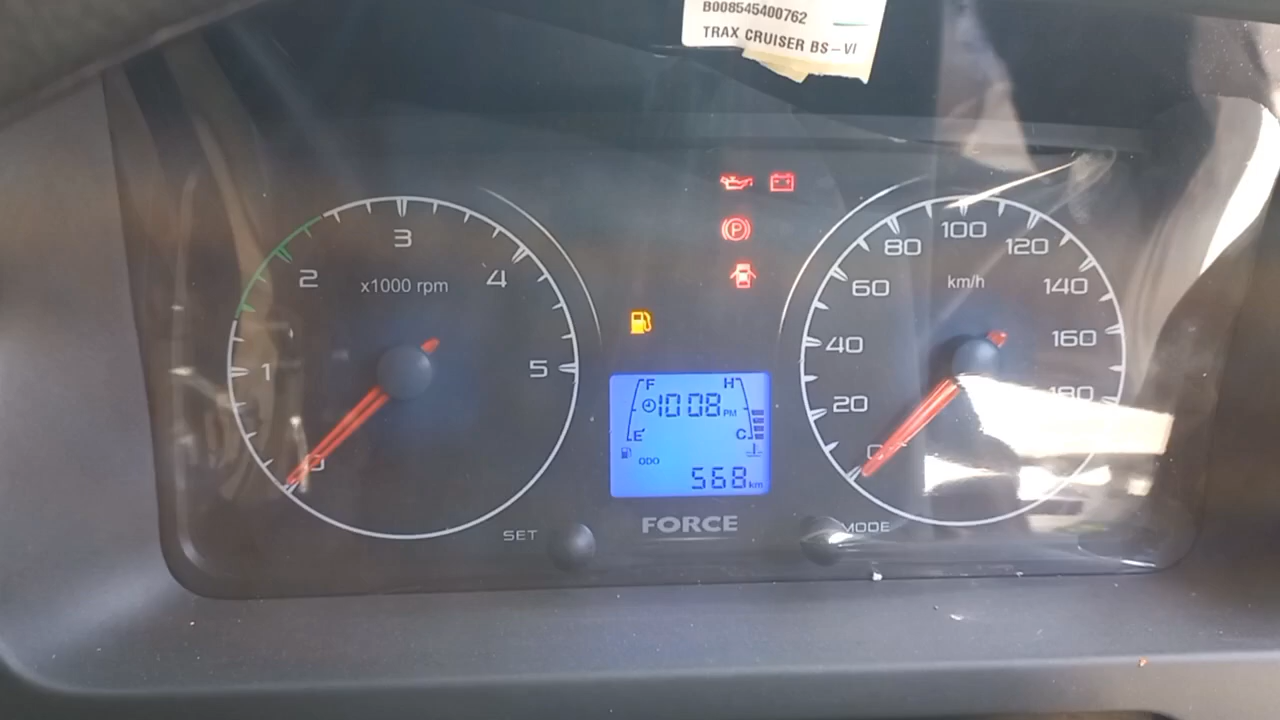 B008545400762
TRAX CRUISER BS-VI
0
1
2
3
4
5
x1000 rpm
F
H
10 08 PM
E
C
ODO
568 km
SET
FORCE
MODE
0
20
40
60
80
100
120
140
160
180
km/h
P